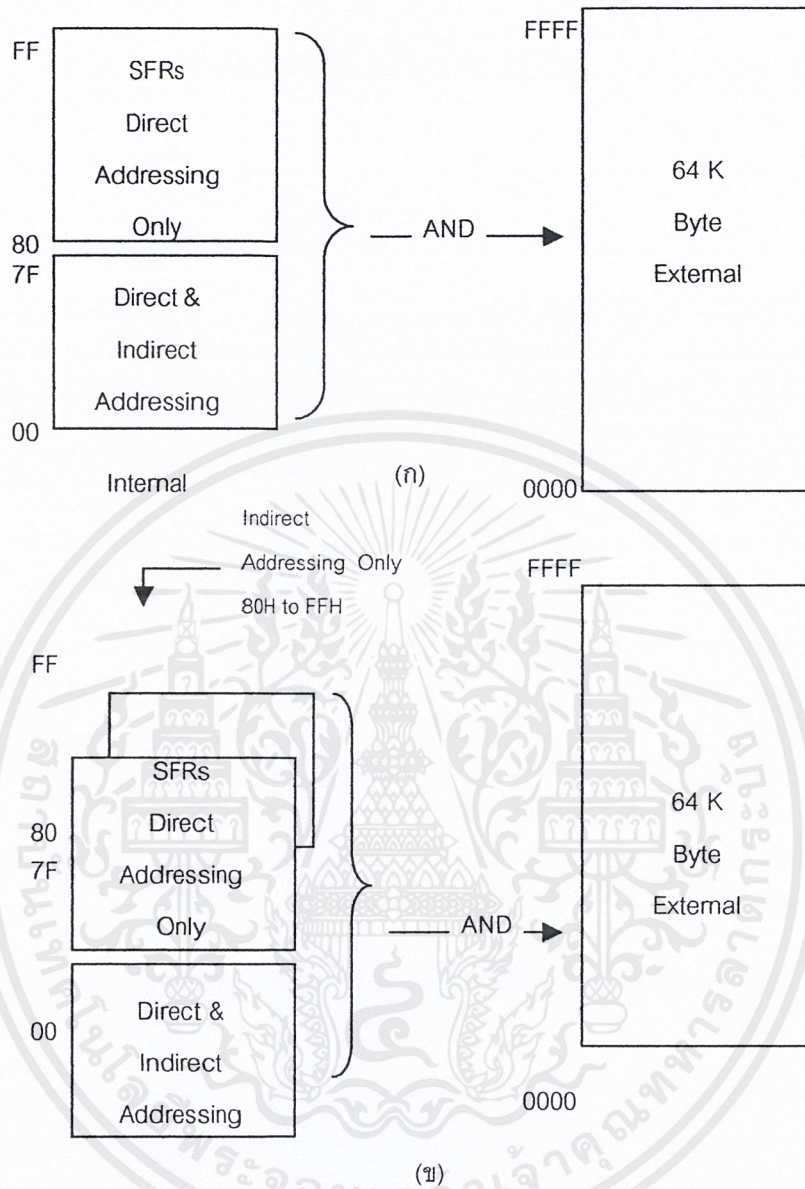 FF
SFRs
Direct
Addressing
Only
80
7F
Direct &
Indirect
Addressing
00
Internal
AND
FFFF
64 K
Byte
External
0000
(ก)
Indirect
Addressing Only
80H to FFH
FF
SFRs
Direct
80
7F
Addressing
Only
00
Direct &
Indirect
Addressing
AND
FFFF
64 K
Byte
External
0000
(ข)